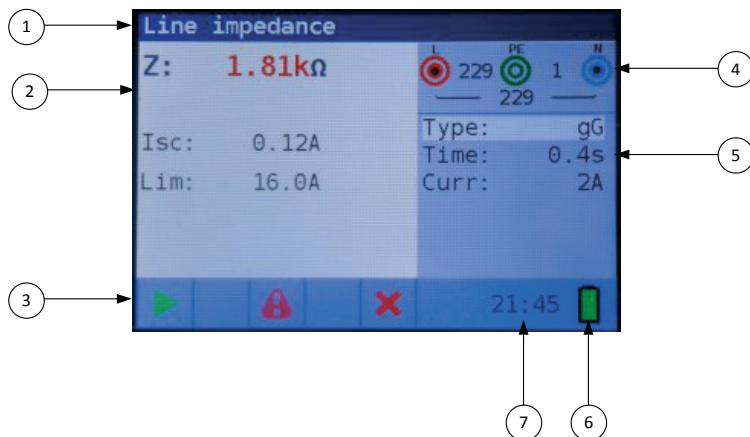 Line impedance
1
L PE N
Z: 1.81kΩ
229 1
4
2
229
Type: gG
Isc: 0.12A
Time: 0.4s
5
Lim: 16.0A
Curr: 2A
3
21:45
7
6